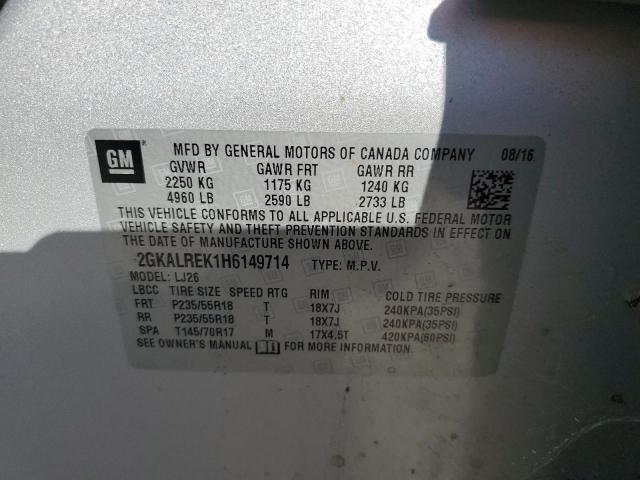 GM ® MFD BY GENERAL MOTORS OF CANADA COMPANY 08/16
GVWR GAWR FRT GAWR RR
2250 KG 1175 KG 1240 KG
4960 LB 2590 LB 2733 LB
THIS VEHICLE CONFORMS TO ALL APPLICABLE U.S. FEDERAL MOTOR
VEHICLE SAFETY AND THEFT PREVENTION STANDARDS IN EFFECT ON
THE DATE OF MANUFACTURE SHOWN ABOVE.
2GKALREK1H6149714 TYPE: M.P.V.
MODEL: LJ26
LBCC TIRE SIZE SPEED RTG RIM COLD TIRE PRESSURE
FRT P235/55R18 T 18X7J 240KPA(35PSI)
RR P235/55R18 T 18X7J 240KPA(35PSI)
SPA T145/70R17 M 17X4.5T 420KPA(60PSI)
SEE OWNER'S MANUAL FOR MORE INFORMATION.